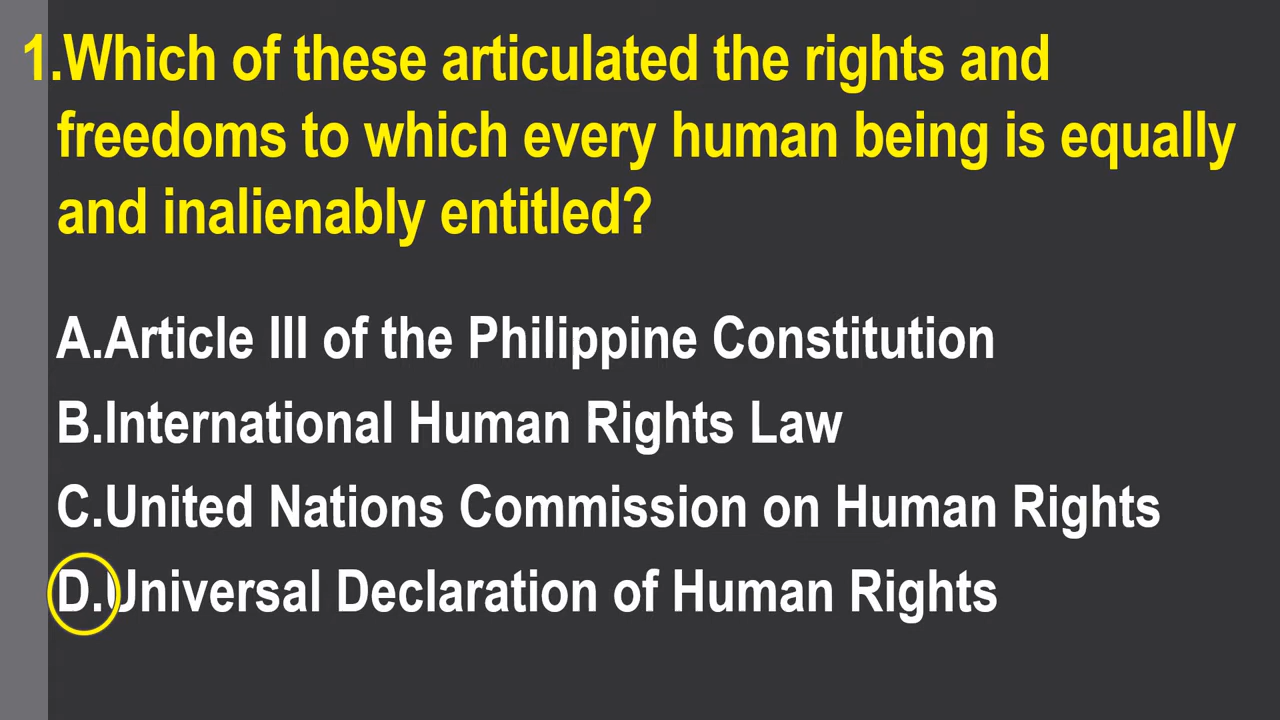 1.Which of these articulated the rights and
freedoms to which every human being is equally
and inalienably entitled?
A.Article III of the Philippine Constitution
B.International Human Rights Law
C.United Nations Commission on Human Rights
D.Universal Declaration of Human Rights